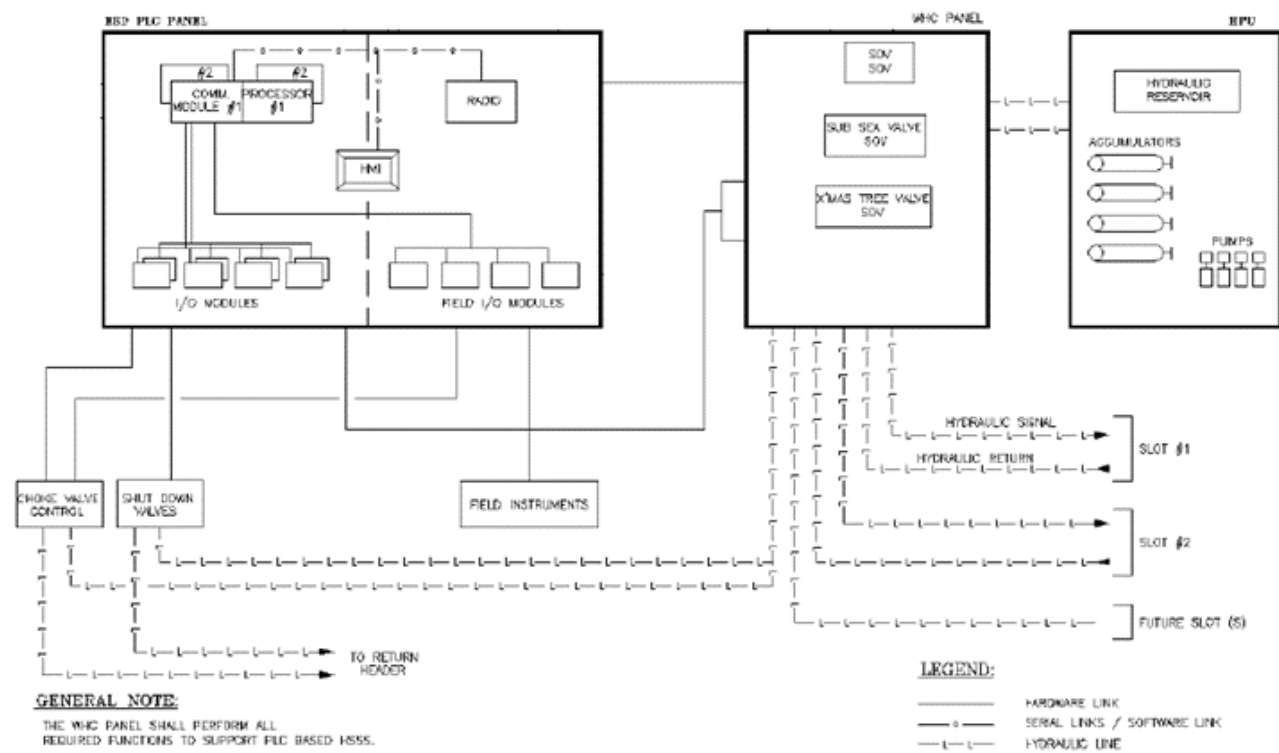 ESD PLC PANEL
WHC PANEL
HPU
#2
#2
COMM.
MODULE #1
PROCESSOR
#1
RADIO
HMI
I/O MODULES
FIELD I/O MODULES
SDV
SOV
SUB SEA VALVE
SOV
X'MAS TREE VALVE
SOV
HYDRAULIC
RESERVOIR
ACCUMULATORS
PUMPS
CHOKE VALVE
CONTROL
SHUT DOWN
VALVES
FIELD INSTRUMENTS
HYDRAULIC SIGNAL
HYDRAULIC RETURN
SLOT #1
SLOT #2
FUTURE SLOT (S)
TO RETURN
HEADER
GENERAL NOTE:
THE WHC PANEL SHALL PERFORM ALL
REQUIRED FUNCTIONS TO SUPPORT PLC BASED HSSS.
LEGEND:
HARDWARE LINK
SERIAL LINKS / SOFTWARE LINK
HYDRAULIC LINE